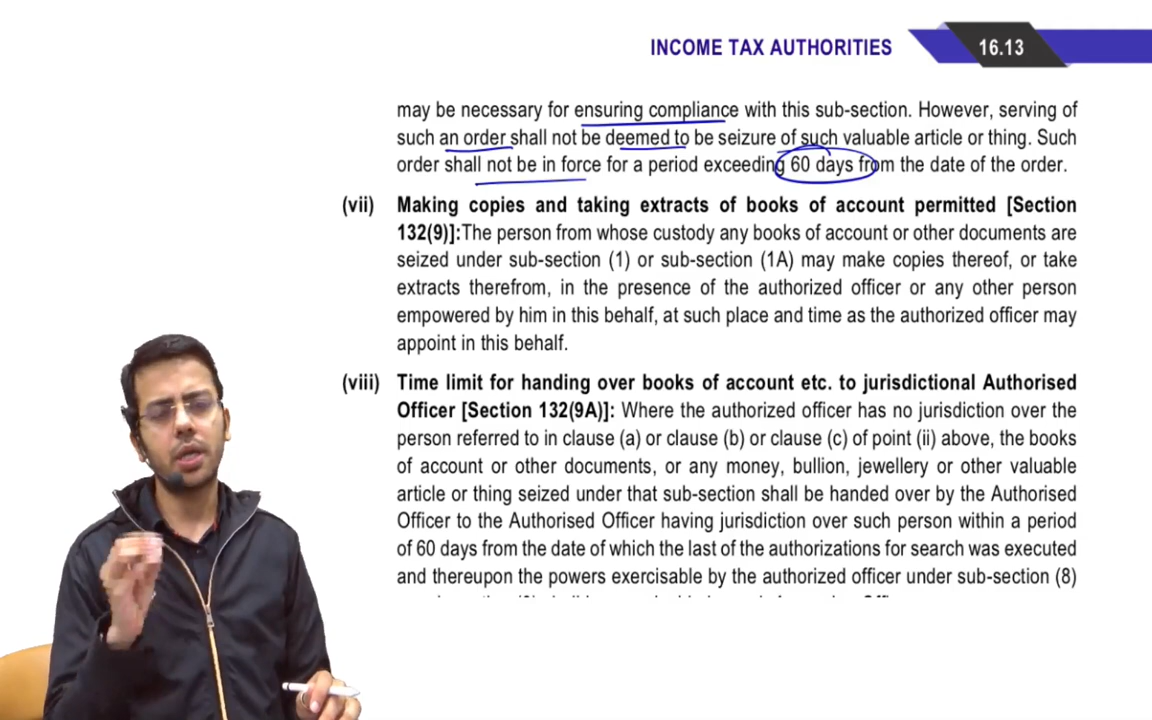 INCOME TAX AUTHORITIES 16.13
may be necessary for ensuring compliance with this sub-section. However, serving of
such an order shall not be deemed to be seizure of such valuable article or thing. Such
order shall not be in force for a period exceeding 60 days from the date of the order.
(vii) Making copies and taking extracts of books of account permitted [Section
132(9)]:The person from whose custody any books of account or other documents are
seized under sub-section (1) or sub-section (1A) may make copies thereof, or take
extracts therefrom, in the presence of the authorized officer or any other person
empowered by him in this behalf, at such place and time as the authorized officer may
appoint in this behalf.
(viii) Time limit for handing over books of account etc. to jurisdictional Authorised
Officer [Section 132(9A)]: Where the authorized officer has no jurisdiction over the
person referred to in clause (a) or clause (b) or clause (c) of point (ii) above, the books
of account or other documents, or any money, bullion, jewellery or other valuable
article or thing seized under that sub-section shall be handed over by the Authorised
Officer to the Authorised Officer having jurisdiction over such person within a period
of 60 days from the date of which the last of the authorizations for search was executed
and thereupon the powers exercisable by the authorized officer under sub-section (8)